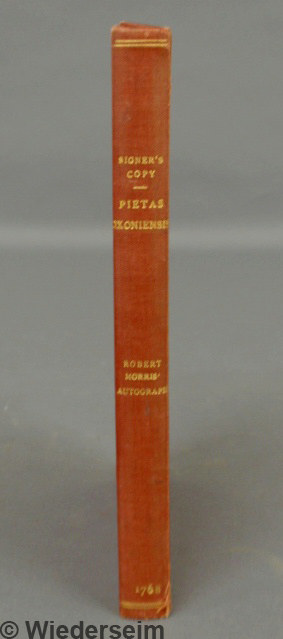 SIGNER'S
COPY
PIETAS
OXONIENSIS
ROBERT
MORRIS'
AUTOGRAPH
1768
© Wiederseim